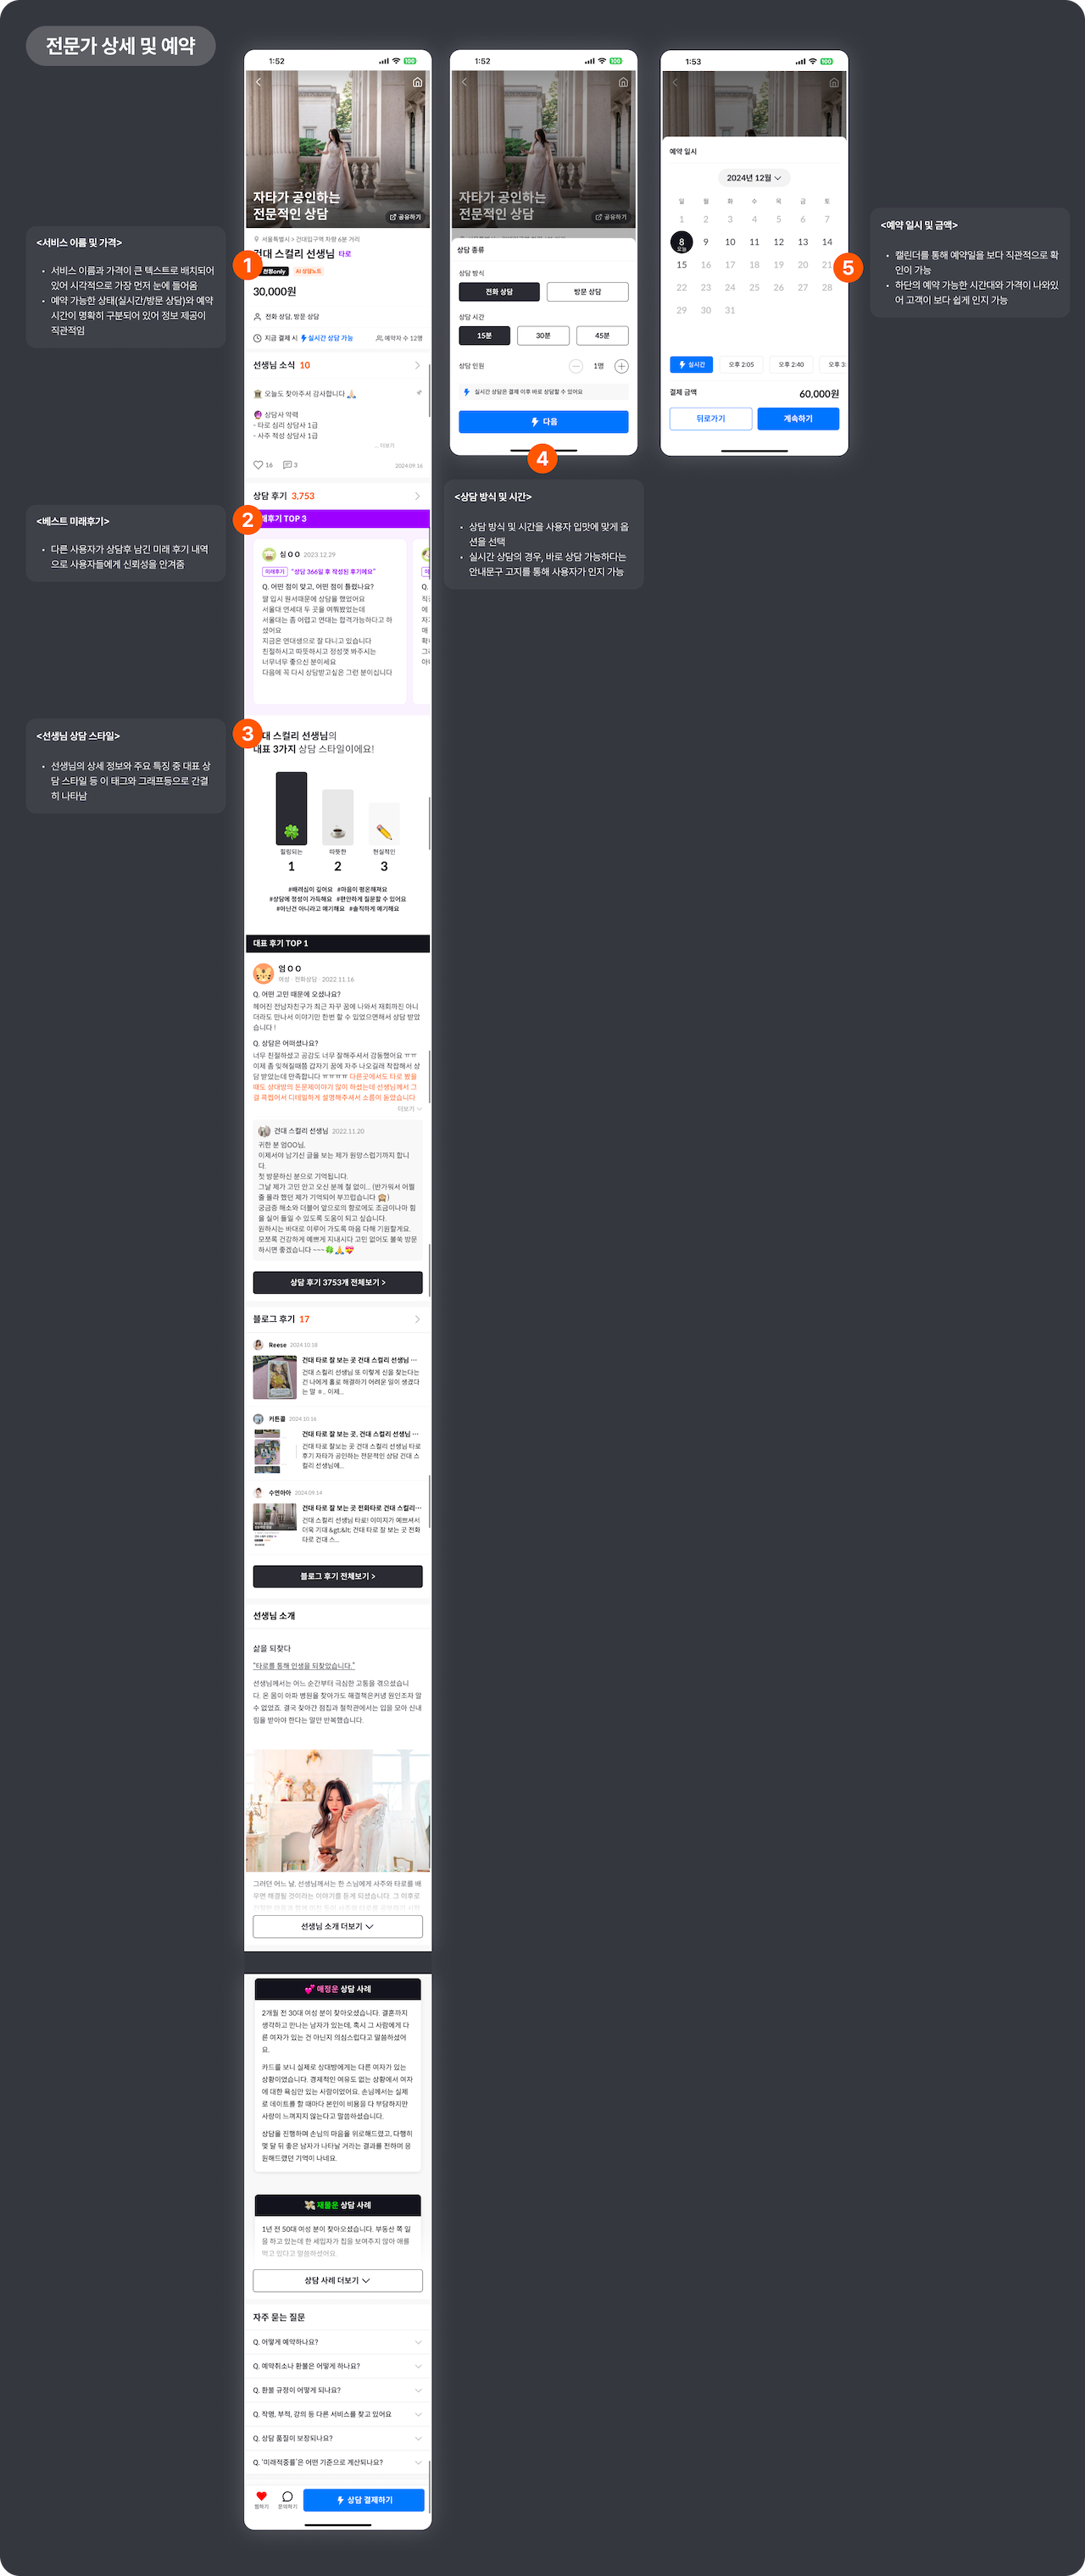 전문가 상세 및 예약
<서비스 이름 및 가격>
• 서비스 이름과 가격이 큰 텍스트로 배치되어
있어 시각적으로 가장 먼저 눈에 들어옴
• 예약 가능한 상태(실시간/방문 상담)와 예약
시간이 명확히 구분되어 있어 정보 제공이
직관적임
<베스트 미래후기>
• 다른 사용자가 상담후 남긴 미래 후기 내역
으로 사용자들에게 신뢰성을 안겨줌
<선생님 상담 스타일>
• 선생님의 상세 정보와 주요 특징 중 대표 상
담 스타일 등 이 태그와 그래프등으로 간결
히 나타남
1:52
100
자타가 공인하는
전문적인 상담
공유하기
서울특별시 > 건대입구역 차량 6분 거리
1
건대 스컬리 선생님 타로
천명only
AI 상담노트
30,000원
전화 상담, 방문 상담
지금 결제 시 실시간 상담 가능
예약자 수 12명
선생님 소식 10
오늘도 찾아주셔 감사합니다
상담사 약력
- 타로 심리 상담사 1급
- 사주 적성 상담사 1급
... 더보기
16
3
2024.09.16
상담 후기 3,753
2
래후기 TOP 3
심 O O 2023.12.29
미래후기 "상담 366일 후 작성된 후기에요"
Q. 어떤 점이 맞고, 어떤 점이 틀렸나요?
딸 입시 원서때문에 상담을 했었어요
서울대 연세대 두 곳을 여쭤봤었는데
서울대는 좀 어렵고 연대는 합격가능하다고 하
셨어요
지금은 연대생으로 잘 다니고 있습니다
친절하시고 따뜻하시고 정성껏 봐주시는
너무너무 좋으신 분이세요
다음에 꼭 다시 상담받고싶은 그런 분이십니다
3
대 스컬리 선생님의
대표 3가지 상담 스타일이에요!
힐링되는
따뜻한
현실적인
1
2
3
#배려심이 깊어요 #마음이 평온해져요
#상담에 정성이 가득해요 #편안하게 질문할 수 있어요
#아닌건 아니라고 얘기해요 #솔직하게 얘기해요
대표 후기 TOP 1
엄 O O
여성 · 전화상담 · 2022.11.16
Q. 어떤 고민 때문에 오셨나요?
헤어진 전남자친구가 최근 자꾸 꿈에 나와서 재회까진 아니
더라도 만나서 이야기만 한번 할 수 있었으면해서 상담 받았
습니다 !
Q. 상담은 어떠셨나요?
너무 친절하셨고 공감도 너무 잘해주셔서 감동했어요 ㅠㅠ
이제 좀 잊혀질때쯤 갑자기 꿈에 자주 나오길래 착잡해서 상
담 받았는데 만족합니다 ㅠㅠㅠㅠ 다른곳에서도 타로 봤을
때도 상대방의 돈문제이야기 많이 하셨는데 선생님께서 그
걸 콕집어서 디테일하게 설명해주셔서 소름이 돋았습니다
더보기
건대 스컬리 선생님 2022.11.20
귀한 분 엄OO님,
이제서야 남기신 글을 보는 제가 원망스럽기까지 합니
다.
첫 방문하신 분으로 기억됩니다.
그날 제가 고민 안고 오신 분께 철 없이... (반가워서 어쩔
줄 몰라 했던 제가 기억되어 부끄럽습니다 🙈)
궁금증 해소와 더불어 앞으로의 향로에도 조금이나마 힘
을 실어 들일 수 있도록 도움이 되고 싶습니다.
원하시는 바대로 이루어 가도록 마음 다해 기원할게요.
모쪼록 건강하게 예쁘게 지내시다 고민 없어도 불쑥 방문
하시면 좋겠습니다 ~~~🍀🙏💝
상담 후기 3753개 전체보기 >
블로그 후기 17
Reese 2024.10.18
건대 타로 잘 보는 곳 건대 스컬리 선생님 ···
건대 스컬리 선생님 또 이렇게 신을 찾는다는
건 나에게 홀로 해결하기 어려운 일이 생겼다
는 말 ㅎ.. 이제...
커튼콜 2024.10.16
건대 타로 잘 보는 곳, 건대 스컬리 선생님 ···
건대 타로 잘보는 곳 건대 스컬리 선생님 타로
후기 자타가 공인하는 전문적인 상담 건대 스
컬리 선생님에...
수연하아 2024.09.14
건대 타로 잘 보는 곳 전화타로 건대 스컬리···
건대 스컬리 선생님 타로! 이미지가 예쁘셔서
더욱 기대 &gt;&lt; 건대 타로 잘 보는 곳 전화
타로 건대 스...
블로그 후기 전체보기 >
선생님 소개
삶을 되찾다
"타로를 통해 인생을 되찾았습니다."
선생님께서는 어느 순간부터 극심한 고통을 겪으셨습니
다. 온 몸이 아파 병원을 찾아가도 해결책은커녕 원인조차 알
수 없었죠. 결국 찾아간 점집과 철학관에서는 입을 모아 신내
림을 받아야 한다는 말만 반복했습니다.
그러던 어느 날, 선생님께서는 한 스님에게 사주와 타로를 배
우면 해결될 것이라는 이야기를 듣게 되셨습니다. 그 이후로
선생님 소개 더보기
💕 애정운 상담 사례
2개월 전 30대 여성 분이 찾아오셨습니다. 결혼까지
생각하고 만나는 남자가 있는데, 혹시 그 사람에게 다
른 여자가 있는 건 아닌지 의심스럽다고 말씀하셨어
요.
카드를 보니 실제로 상대방에게는 다른 여자가 있는
상황이었습니다. 경제적인 여유도 없는 상황에서 여자
에 대한 욕심만 있는 사람이었어요. 손님께서는 실제
로 데이트를 할 때마다 본인이 비용을 다 부담하지만
사랑이 느껴지지 않는다고 말씀하셨습니다.
상담을 진행하며 손님의 마음을 위로해드렸고, 다행히
몇 달 뒤 좋은 남자가 나타날 거라는 결과를 전하며 응
원해드렸던 기억이 나네요.
💸 재물운 상담 사례
1년 전 50대 여성 분이 찾아오셨습니다. 부동산 쪽 일
을 하고 있는데 한 세입자가 집을 보여주지 않아 애를
먹고 있다고 말씀하셨어요.
상담 사례 더보기
자주 묻는 질문
Q. 어떻게 예약하나요?
Q. 예약취소나 환불은 어떻게 하나요?
Q. 환불 규정이 어떻게 되나요?
Q. 작명, 부적, 강의 등 다른 서비스를 찾고 있어요
Q. 상담 품질이 보장되나요?
Q. '미래적중률'은 어떤 기준으로 계산되나요?
찜하기
문의하기
상담 결제하기
1:52
100
자타가 공인하는
전문적인 상담
공유하기
상담 종류
상담 방식
전화 상담
방문 상담
상담 시간
15분
30분
45분
상담 인원
1명
실시간 상담은 결제 이후 바로 상담할 수 있어요
다음
4
<상담 방식 및 시간>
• 상담 방식 및 시간을 사용자 입맛에 맞게 옵
션을 선택
• 실시간 상담의 경우, 바로 상담 가능하다는
안내문구 고지를 통해 사용자가 인지 가능
1:53
100
예약 일시
2024년 12월
일 월 화 수 목 금 토
1 2 3 4 5 6 7
8 9 10 11 12 13 14
오늘
15 16 17 18 19 20 21
22 23 24 25 26 27 28
29 30 31
실시간
오후 2:05
오후 2:40
오후 3:
결제 금액
60,000원
뒤로가기
계속하기
5
<예약 일시 및 금액>
• 캘린더를 통해 예약일을 보다 직관적으로 확
인이 가능
• 하단의 예약 가능한 시간대와 가격이 나와있
어 고객이 보다 쉽게 인지 가능